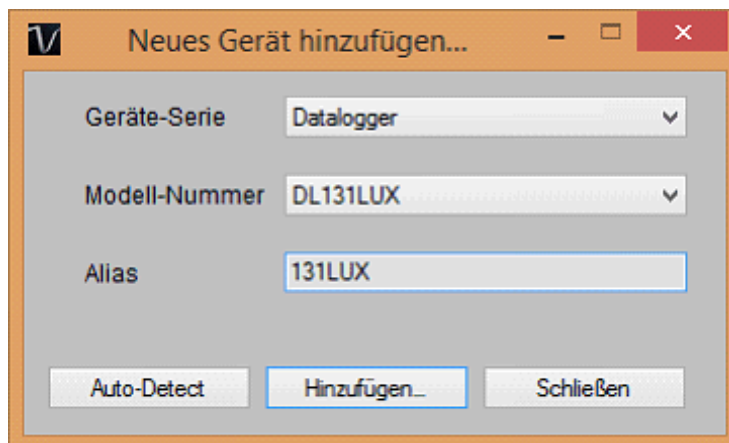 Neues Gerät hinzufügen...
Geräte-Serie Datalogger
Modell-Nummer DL131LUX
Alias 131LUX
Auto-Detect Hinzufügen... Schließen